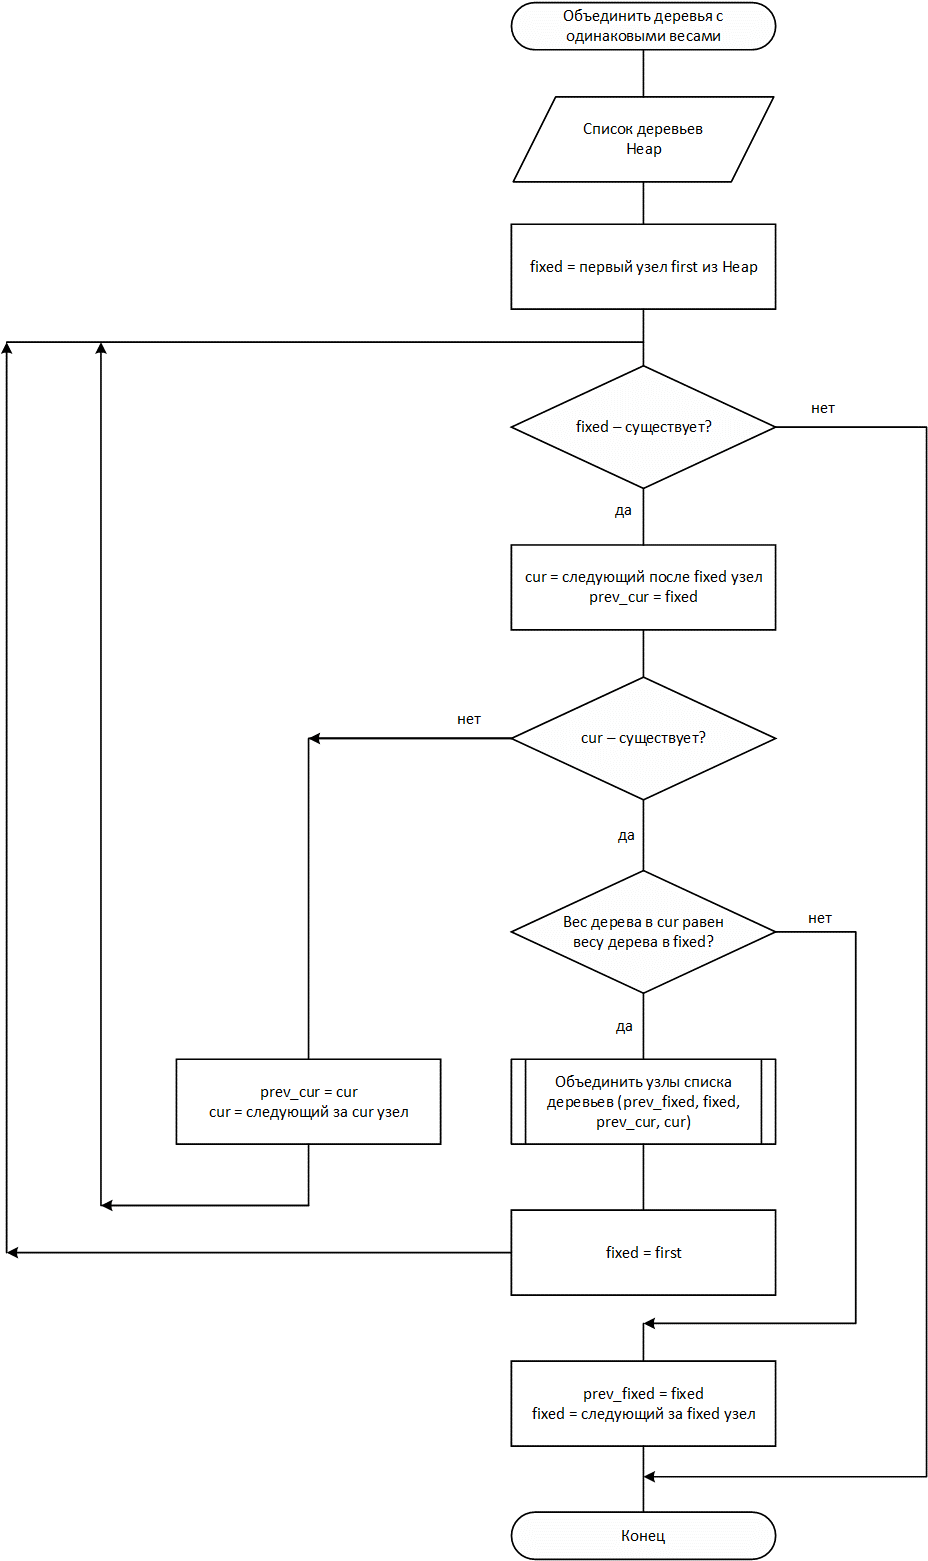 Объединить деревья с
одинаковыми весами
Список деревьев
Heap
fixed = первый узел first из Heap
fixed – существует?
нет
да
cur = следующий после fixed узел
prev_cur = fixed
нет
cur – существует?
да
Вес дерева в cur равен
весу дерева в fixed?
нет
да
prev_cur = cur
cur = следующий за cur узел
Объединить узлы списка
деревьев (prev_fixed, fixed,
prev_cur, cur)
fixed = first
prev_fixed = fixed
fixed = следующий за fixed узел
Конец